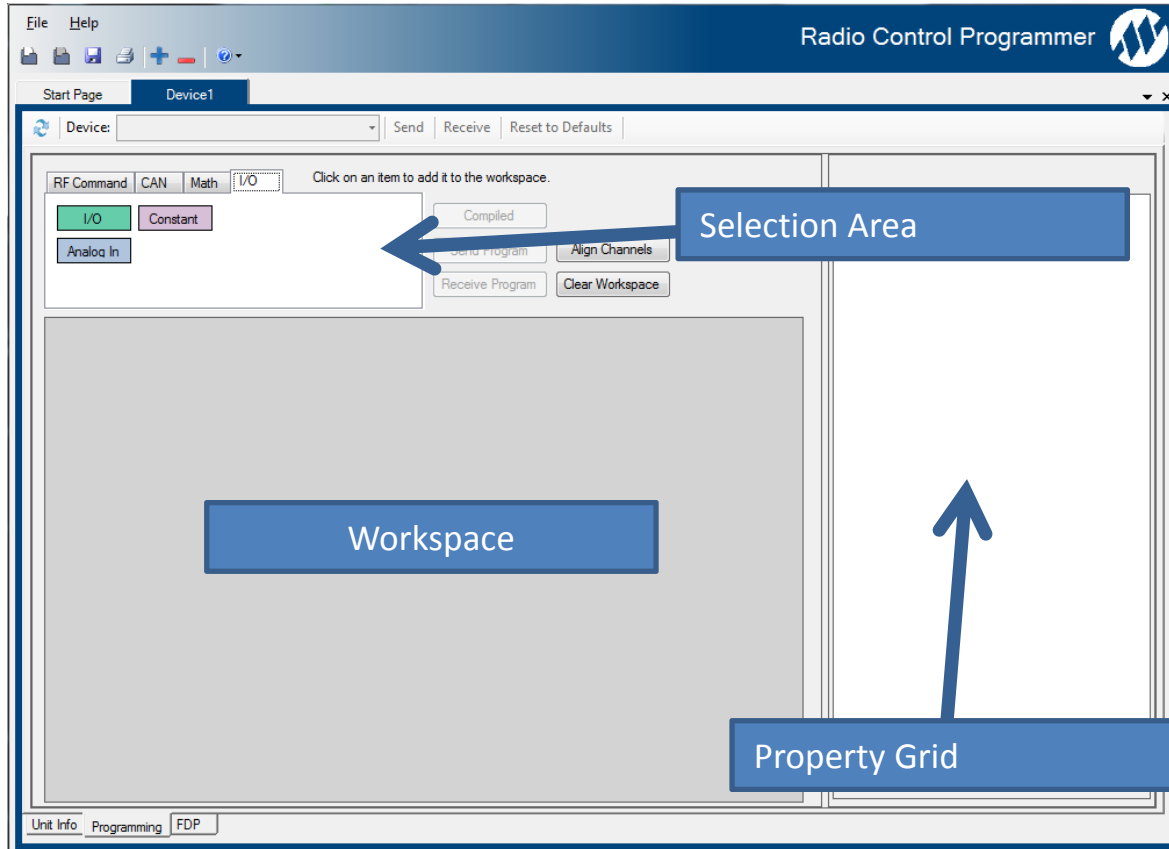 File Help
Radio Control Programmer
Start Page Device1
Device: Send Receive Reset to Defaults
RF Command CAN Math I/O Click on an item to add it to the workspace.
I/O Constant Compiled
Selection Area
Analog In Send Program Align Channels
Receive Program Clear Workspace
Workspace
Property Grid
Unit Info Programming FDP